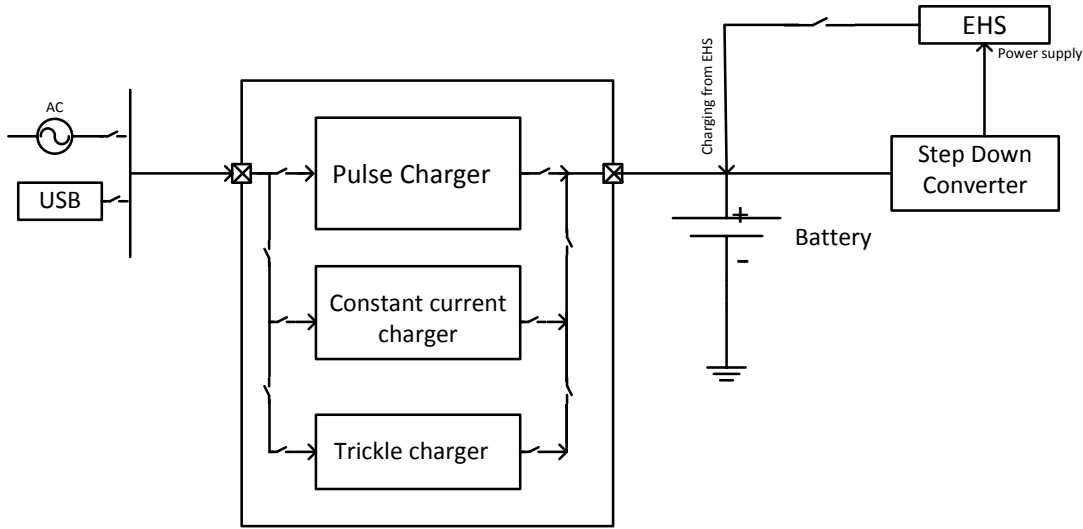 EHS
Power supply
Charging from EHS
AC
USB
Pulse Charger
Step Down
Converter
+
Battery
-
Constant current
charger
Trickle charger